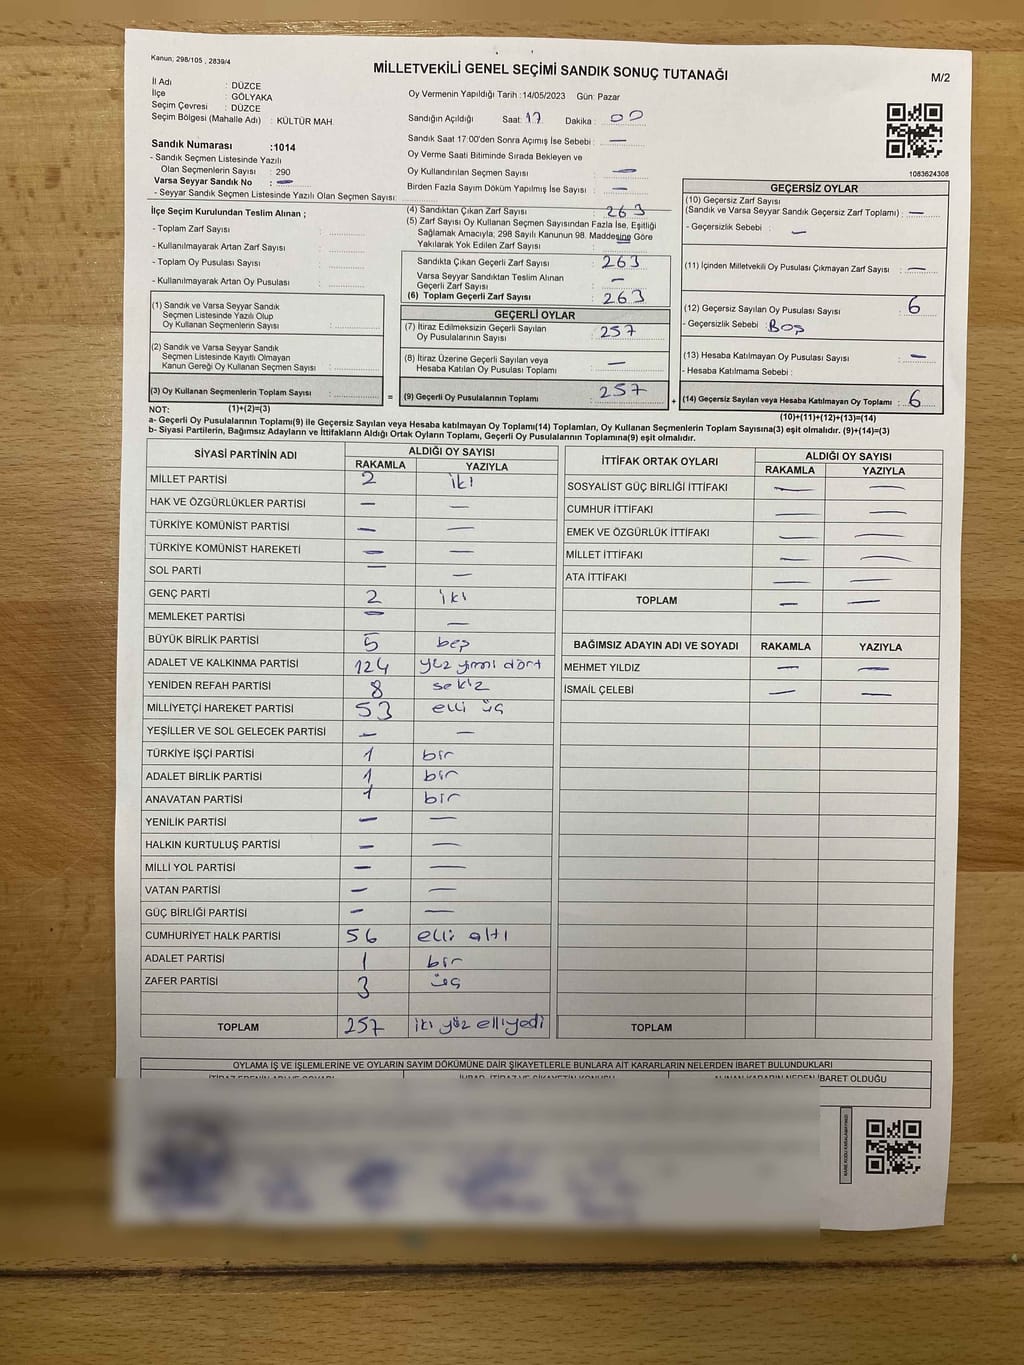 Kanun; 298/105 , 2839/4
MİLLETVEKİLİ GENEL SEÇİMİ SANDIK SONUÇ TUTANAĞI
M/2
İl Adı : DÜZCE
İlçe : GÖLYAKA
Seçim Çevresi : DÜZCE
Seçim Bölgesi (Mahalle Adı) : KÜLTÜR MAH.
Oy Vermenin Yapıldığı Tarih :14/05/2023 Gün: Pazar
Sandığın Açıldığı Saat: 17 Dakika : 00
Sandık Saat 17:00'den Sonra Açımış İse Sebebi : —
Oy Verme Saati Bitiminde Sırada Bekleyen ve
Oy Kullandırılan Seçmen Sayısı : —
Birden Fazla Sayım Döküm Yapılmış İse Sayısı : —
1083624308
Sandık Numarası :1014
- Sandık Seçmen Listesinde Yazılı
Olan Seçmenlerin Sayısı : 290
Varsa Seyyar Sandık No : —
- Seyyar Sandık Seçmen Listesinde Yazılı Olan Seçmen Sayısı:
İlçe Seçim Kurulundan Teslim Alınan ;
- Toplam Zarf Sayısı :
- Kullanılmayarak Artan Zarf Sayısı :
- Toplam Oy Pusulası Sayısı :
- Kullanılmayarak Artan Oy Pusulası :
(1) Sandık ve Varsa Seyyar Sandık
Seçmen Listesinde Yazılı Olup
Oy Kullanan Seçmenlerin Sayısı :
(2) Sandık ve Varsa Seyyar Sandık
Seçmen Listesinde Kayıtlı Olmayan
Kanun Gereği Oy Kullanan Seçmen Sayısı :
(3) Oy Kullanan Seçmenlerin Toplam Sayısı :
(4) Sandıktan Çıkan Zarf Sayısı : 263
(5) Zarf Sayısı Oy Kullanan Seçmen Sayısından Fazla İse, Eşitliği
Sağlamak Amacıyla; 298 Sayılı Kanunun 98. Maddesine Göre
Yakılarak Yok Edilen Zarf Sayısı : —
Sandıkta Çıkan Geçerli Zarf Sayısı : 263
Varsa Seyyar Sandıktan Teslim Alınan
Geçerli Zarf Sayısı : —
(6) Toplam Geçerli Zarf Sayısı : 263
GEÇERLİ OYLAR
(7) İtiraz Edilmeksizin Geçerli Sayılan
Oy Pusulalarının Sayısı : 257
(8) İtiraz Üzerine Geçerli Sayılan veya
Hesaba Katılan Oy Pusulası Toplamı : —
= (9) Geçerli Oy Pusulalarının Toplamı : 257
GEÇERSİZ OYLAR
(10) Geçersiz Zarf Sayısı
(Sandık ve Varsa Seyyar Sandık Geçersiz Zarf Toplamı) : —
- Geçersizlik Sebebi : —
(11) İçinden Milletvekili Oy Pusulası Çıkmayan Zarf Sayısı : —
(12) Geçersiz Sayılan Oy Pusulası Sayısı : 6
- Geçersizlik Sebebi : Boş
(13) Hesaba Katılmayan Oy Pusulası Sayısı : —
- Hesaba Katılmama Sebebi :
+ (14) Geçersiz Sayılan veya Hesaba Katılmayan Oy Toplamı : 6
NOT: (1)+(2)=(3)
(10)+(11)+(12)+(13)=(14)
a- Geçerli Oy Pusulalarının Toplamı(9) ile Geçersiz Sayılan veya Hesaba katılmayan Oy Toplamı(14) Toplamları, Oy Kullanan Seçmenlerin Toplam Sayısına(3) eşit olmalıdır. (9)+(14)=(3)
b- Siyasi Partilerin, Bağımsız Adayların ve İttifakların Aldığı Ortak Oyların Toplamı, Geçerli Oy Pusulalarının Toplamına(9) eşit olmalıdır.
SİYASİ PARTİNİN ADI ALDIĞI OY SAYISI
RAKAMLA YAZIYLA
MİLLET PARTİSİ 2 iki
HAK VE ÖZGÜRLÜKLER PARTİSİ — —
TÜRKİYE KOMÜNİST PARTİSİ — —
TÜRKİYE KOMÜNİST HAREKETİ — —
SOL PARTİ — —
GENÇ PARTİ 2 iki
MEMLEKET PARTİSİ — —
BÜYÜK BİRLİK PARTİSİ 5 beş
ADALET VE KALKINMA PARTİSİ 124 yüz yirmi dört
YENİDEN REFAH PARTİSİ 8 sekiz
MİLLİYETÇİ HAREKET PARTİSİ 53 elli üç
YEŞİLLER VE SOL GELECEK PARTİSİ — —
TÜRKİYE İŞÇİ PARTİSİ 1 bir
ADALET BİRLİK PARTİSİ 1 bir
ANAVATAN PARTİSİ 1 bir
YENİLİK PARTİSİ — —
HALKIN KURTULUŞ PARTİSİ — —
MİLLİ YOL PARTİSİ — —
VATAN PARTİSİ — —
GÜÇ BİRLİĞİ PARTİSİ — —
CUMHURİYET HALK PARTİSİ 56 elli altı
ADALET PARTİSİ 1 bir
ZAFER PARTİSİ 3 üç
TOPLAM 257 iki yüz elliyedi
İTTİFAK ORTAK OYLARI ALDIĞI OY SAYISI
RAKAMLA YAZIYLA
SOSYALİST GÜÇ BİRLİĞİ İTTİFAKI — —
CUMHUR İTTİFAKI — —
EMEK VE ÖZGÜRLÜK İTTİFAKI — —
MİLLET İTTİFAKI — —
ATA İTTİFAKI — —
TOPLAM — —
BAĞIMSIZ ADAYIN ADI VE SOYADI RAKAMLA YAZIYLA
MEHMET YILDIZ — —
İSMAİL ÇELEBİ — —
TOPLAM
OYLAMA İŞ VE İŞLEMLERİNE VE OYLARIN SAYIM DÖKÜMÜNE DAİR ŞİKAYETLERLE BUNLARA AİT KARARLARIN NELERDEN İBARET BULUNDUKLARI
İTİRAZ EDENİN ADI VE SOYADI İHBAR, İTİRAZ VE ŞİKAYETİN KONUSU ALINAN KARARIN NEDEN İBARET OLDUĞU